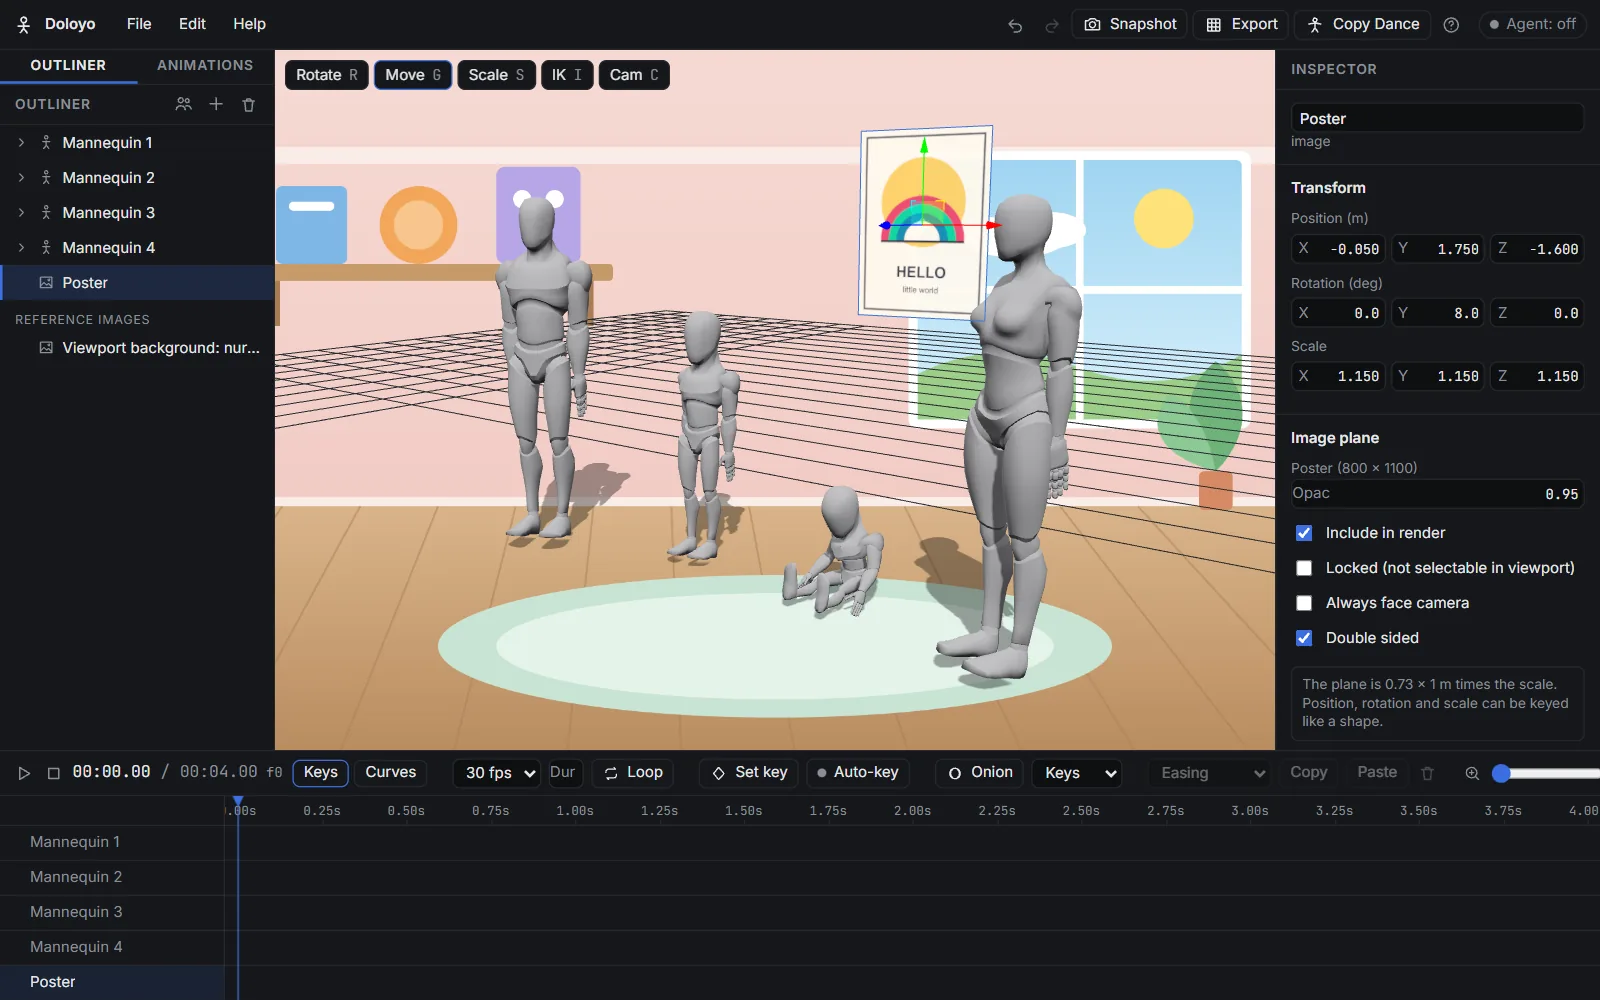 Doloyo File Edit Help Snapshot Export Copy Dance Agent: off
OUTLINER ANIMATIONS
OUTLINER
Mannequin 1
Mannequin 2
Mannequin 3
Mannequin 4
Poster
REFERENCE IMAGES
Viewport background: nur...
Rotate R Move G Scale S IK I Cam C
HELLO
little world
INSPECTOR
Poster
image
Transform
Position (m)
X -0.050 Y 1.750 Z -1.600
Rotation (deg)
X 0.0 Y 8.0 Z 0.0
Scale
X 1.150 Y 1.150 Z 1.150
Image plane
Poster (800 × 1100)
Opac 0.95
Include in render
Locked (not selectable in viewport)
Always face camera
Double sided
The plane is 0.73 × 1 m times the scale.
Position, rotation and scale can be keyed
like a shape.
00:00.00 / 00:04.00 f0 Keys Curves 30 fps Dur Loop Set key Auto-key Onion Keys Easing Copy Paste
.00s 0.25s 0.50s 0.75s 1.00s 1.25s 1.50s 1.75s 2.00s 2.25s 2.50s 2.75s 3.00s 3.25s 3.50s 3.75s 4.00
Mannequin 1
Mannequin 2
Mannequin 3
Mannequin 4
Poster